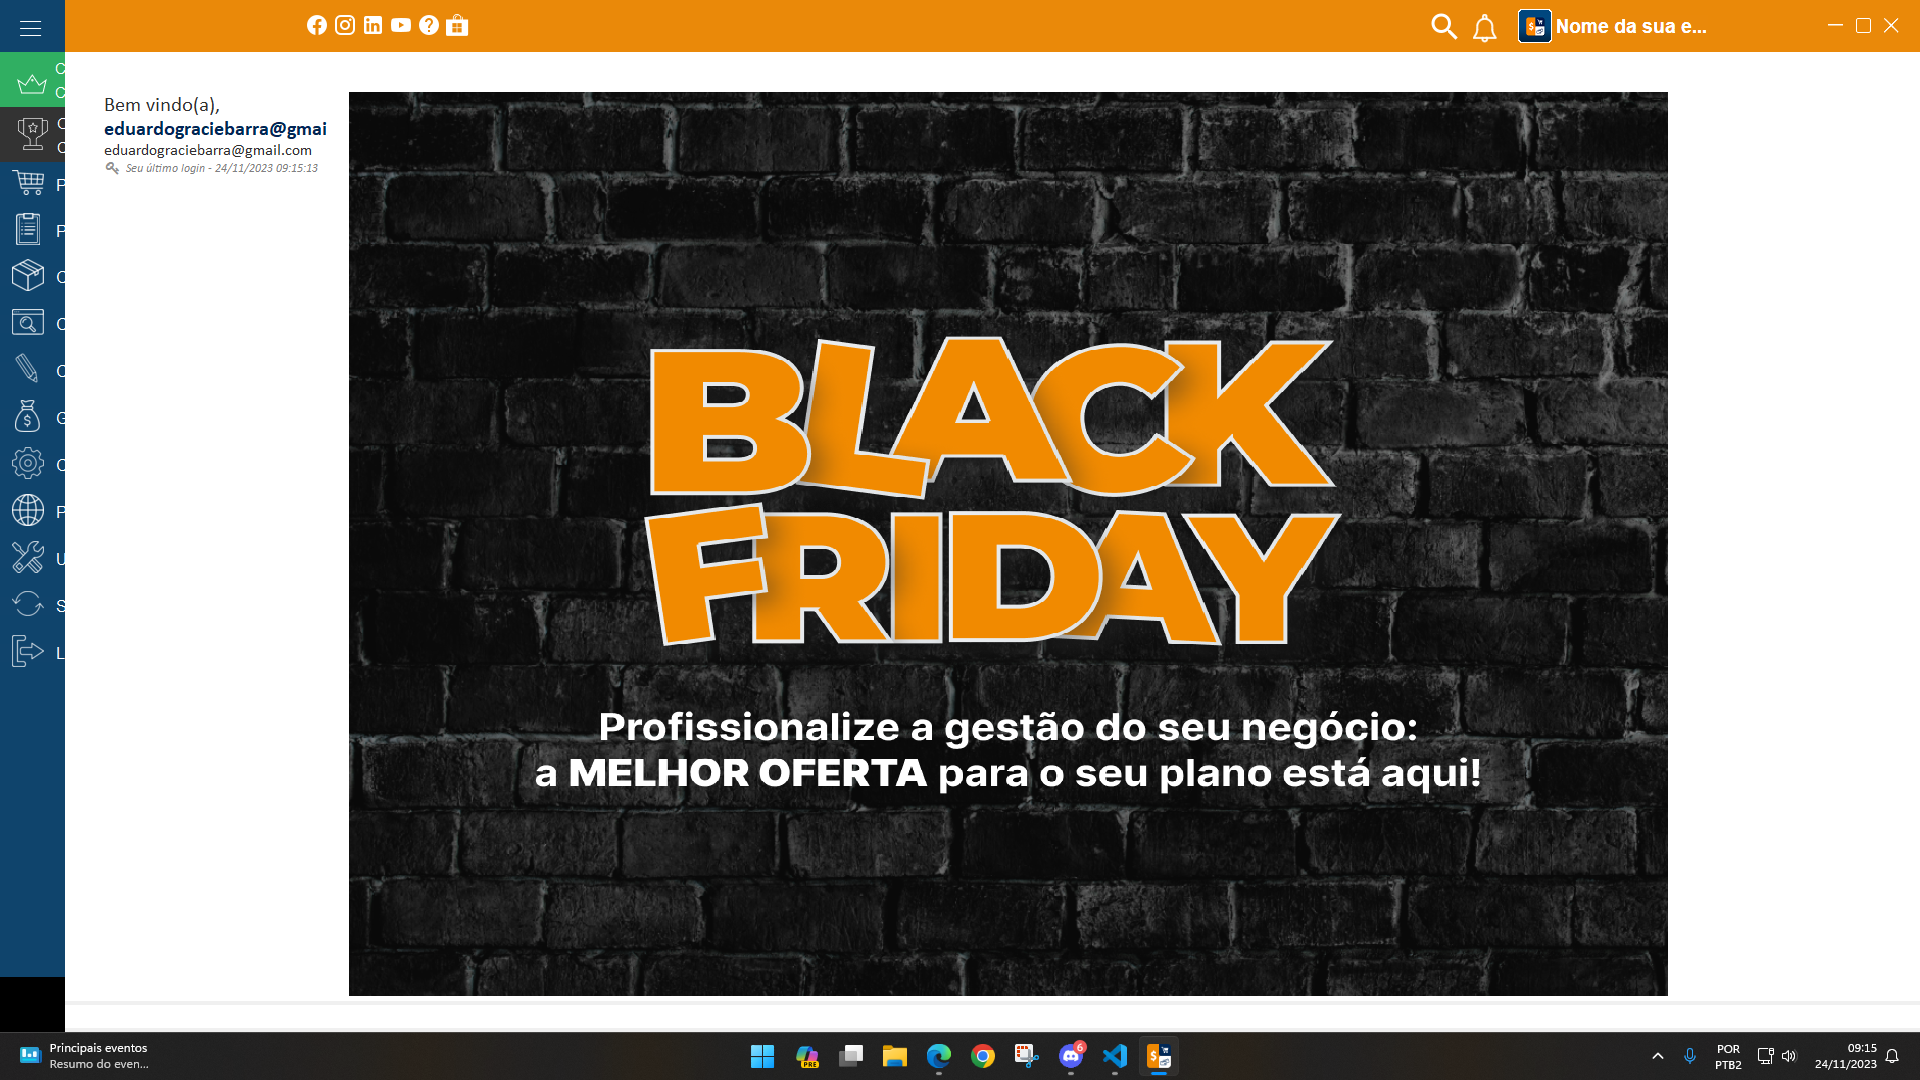 Nome da sua e...
C
C
C
C
P
P
C
C
C
G
C
P
U
S
L
Bem vindo(a),
eduardograciebarra@gmai
eduardograciebarra@gmail.com
Seu último login - 24/11/2023 09:15:13
BLACK
FRIDAY
Profissionalize a gestão do seu negócio:
a MELHOR OFERTA para o seu plano está aqui!
Principais eventos
Resumo do even...
PRE
6
POR
PTB2
09:15
24/11/2023